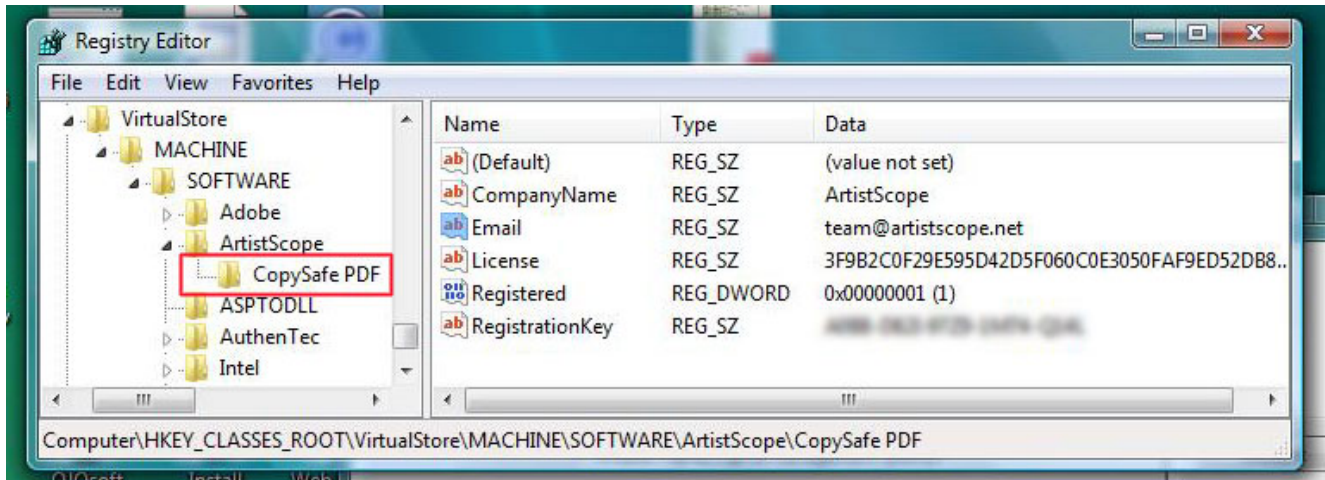 Registry Editor
File Edit View Favorites Help
VirtualStore
MACHINE
SOFTWARE
Adobe
ArtistScope
CopySafe PDF
ASPTODLL
AuthenTec
Intel
Name Type Data
(Default) REG_SZ (value not set)
CompanyName REG_SZ ArtistScope
Email REG_SZ team@artistscope.net
License REG_SZ 3F9B2C0F29E595D42D5F060C0E3050FAF9ED52DB8..
Registered REG_DWORD 0x00000001 (1)
RegistrationKey REG_SZ
Computer\HKEY_CLASSES_ROOT\VirtualStore\MACHINE\SOFTWARE\ArtistScope\CopySafe PDF